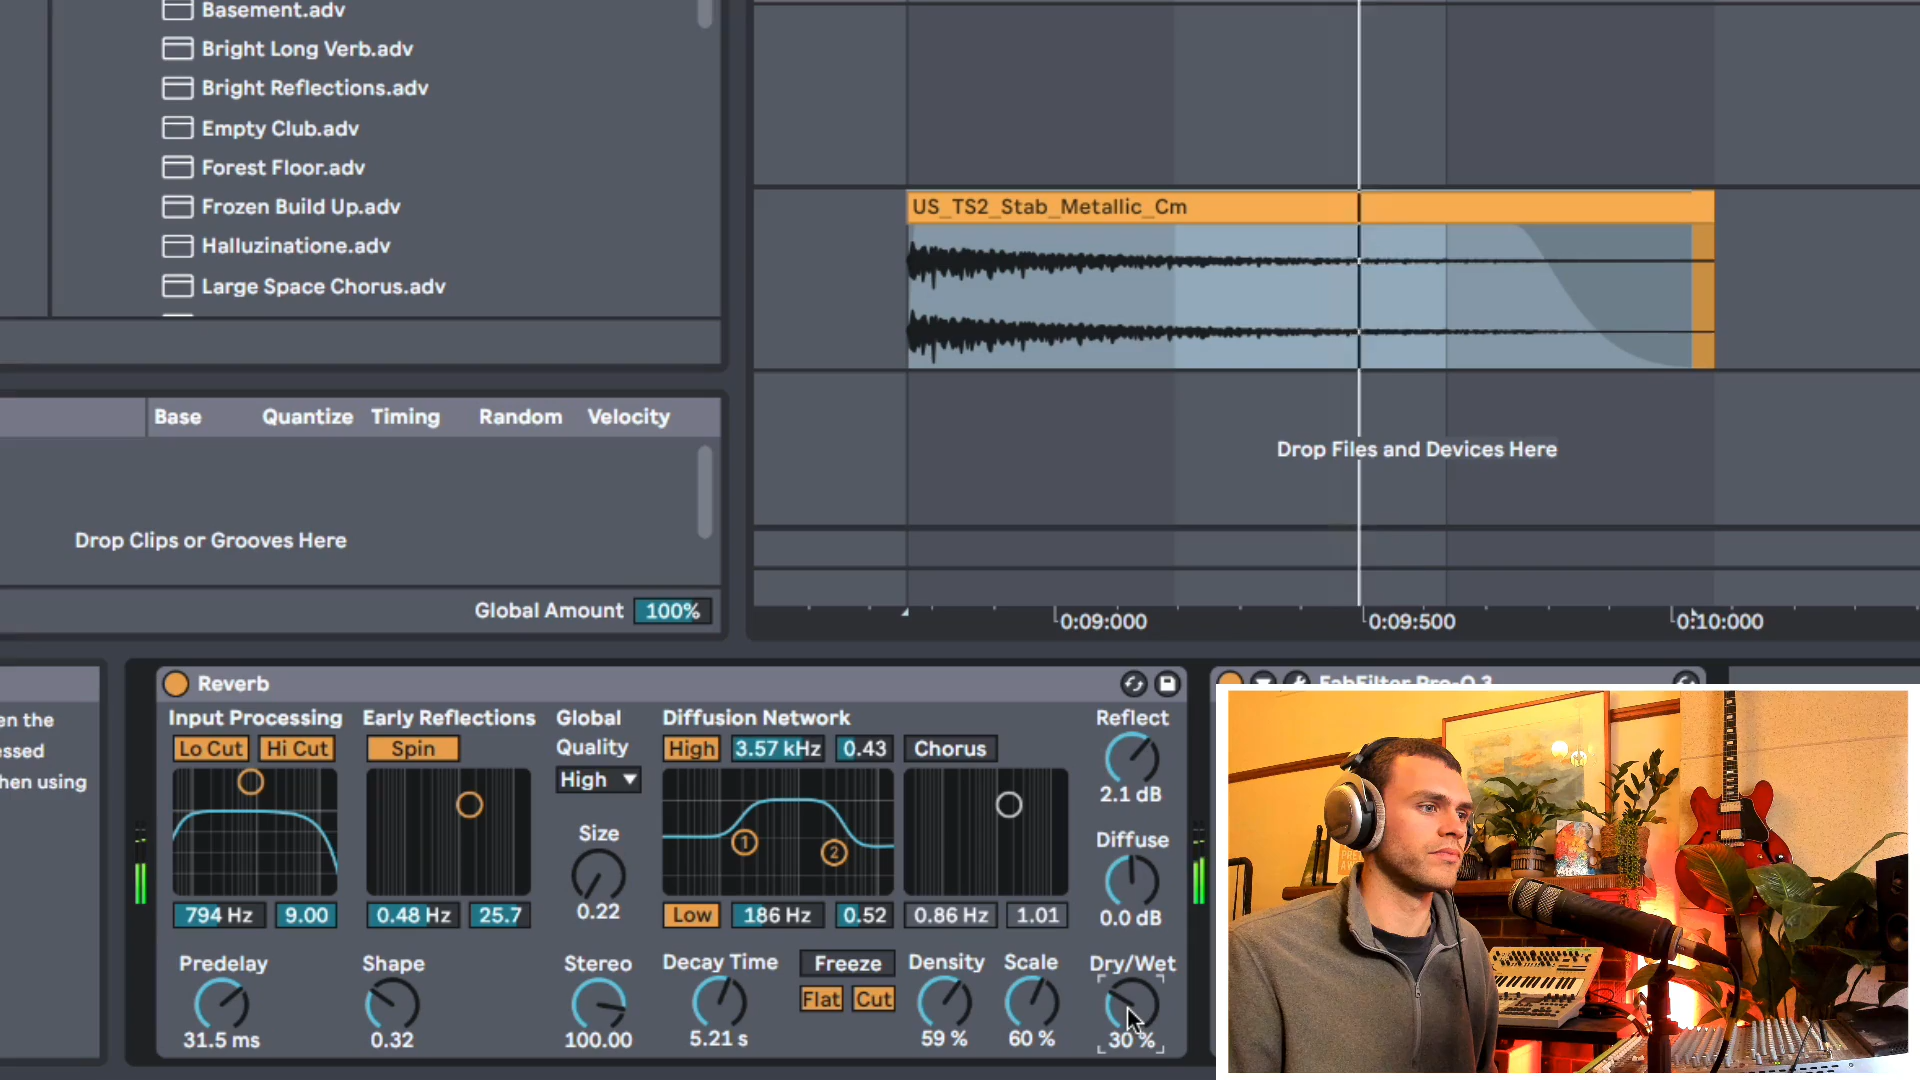 Basement.adv
Bright Long Verb.adv
Bright Reflections.adv
Empty Club.adv
Forest Floor.adv
Frozen Build Up.adv
Halluzinatione.adv
Large Space Chorus.adv
US_TS2_Stab_Metallic_Cm
Drop Files and Devices Here
0:09:000 0:09:500 0:10:000
Base Quantize Timing Random Velocity
Drop Clips or Grooves Here
Global Amount 100%
en the
essed
hen using
Reverb
Input Processing Early Reflections Global Diffusion Network Reflect
Lo Cut Hi Cut Spin Quality High 3.57 kHz 0.43 Chorus
High
2.1 dB
Size
Diffuse
1
2
0.22
794 Hz 9.00 0.48 Hz 25.7 Low 186 Hz 0.52 0.86 Hz 1.01 0.0 dB
Predelay Shape Stereo Decay Time Freeze Density Scale Dry/Wet
Flat Cut
31.5 ms 0.32 100.00 5.21 s 59 % 60 % 30 %
FabFilter Pro-Q 3